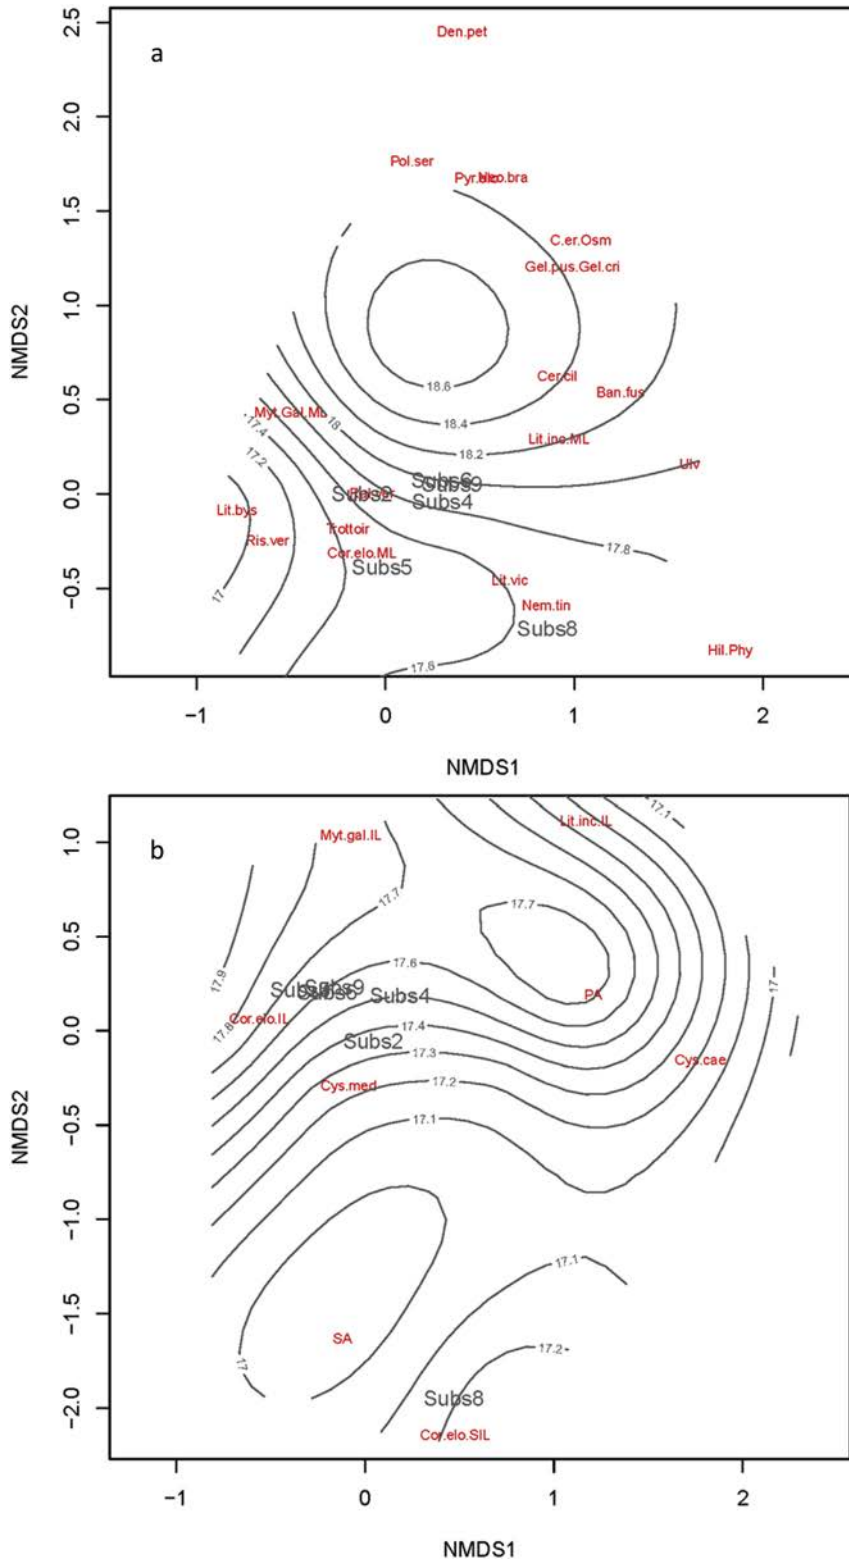 a
Den.pet
2.5
2.0
Pol.ser
Neo.bra
1.5
C.er.Osm
Gel.pus.Gel.cri
1.0
NMDS2
18.6
Cer.cil
Ban.fus
0.5
18.4
Myt.Gal.ML
18
17.4
Lit.inc.ML
18.2
17.2
Ulv
Subs6
Subs9
0.0
Subs2
Subs4
Lit.bys
Trottoir
Ris.ver
Cor.elo.ML
17.8
Subs5
−0.5
17
Lit.vic
Nem.tin
Subs8
Hil.Phy
17.6
−1 0 1 2
NMDS1
b
17.1
Lit.inc.IL
1.0
Myt.gal.IL
17.7
17.7
0.5
17.9
17.6
Subs9
17
PA
Subs4
17.8
Cor.elo.IL
0.0
Subs2
17.4
17.3
Cys.cae
Cys.med
17.2
−0.5
NMDS2
17.1
−1.0
17.1
−1.5
SA
17
17.2
Subs8
−2.0
Cor.elo.SIL
−1 0 1 2
NMDS1